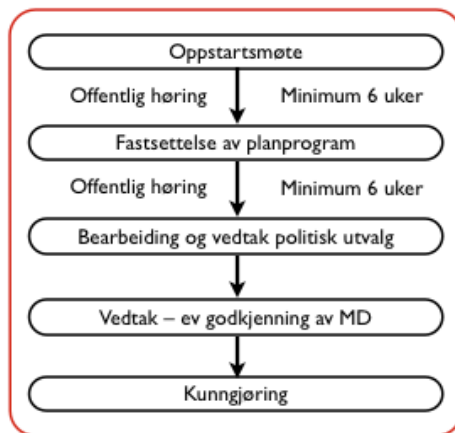 Oppstartsmøte
Offentlig høring Minimum 6 uker
Fastsettelse av planprogram
Offentlig høring Minimum 6 uker
Bearbeiding og vedtak politisk utvalg
Vedtak – ev godkjenning av MD
Kunngjøring